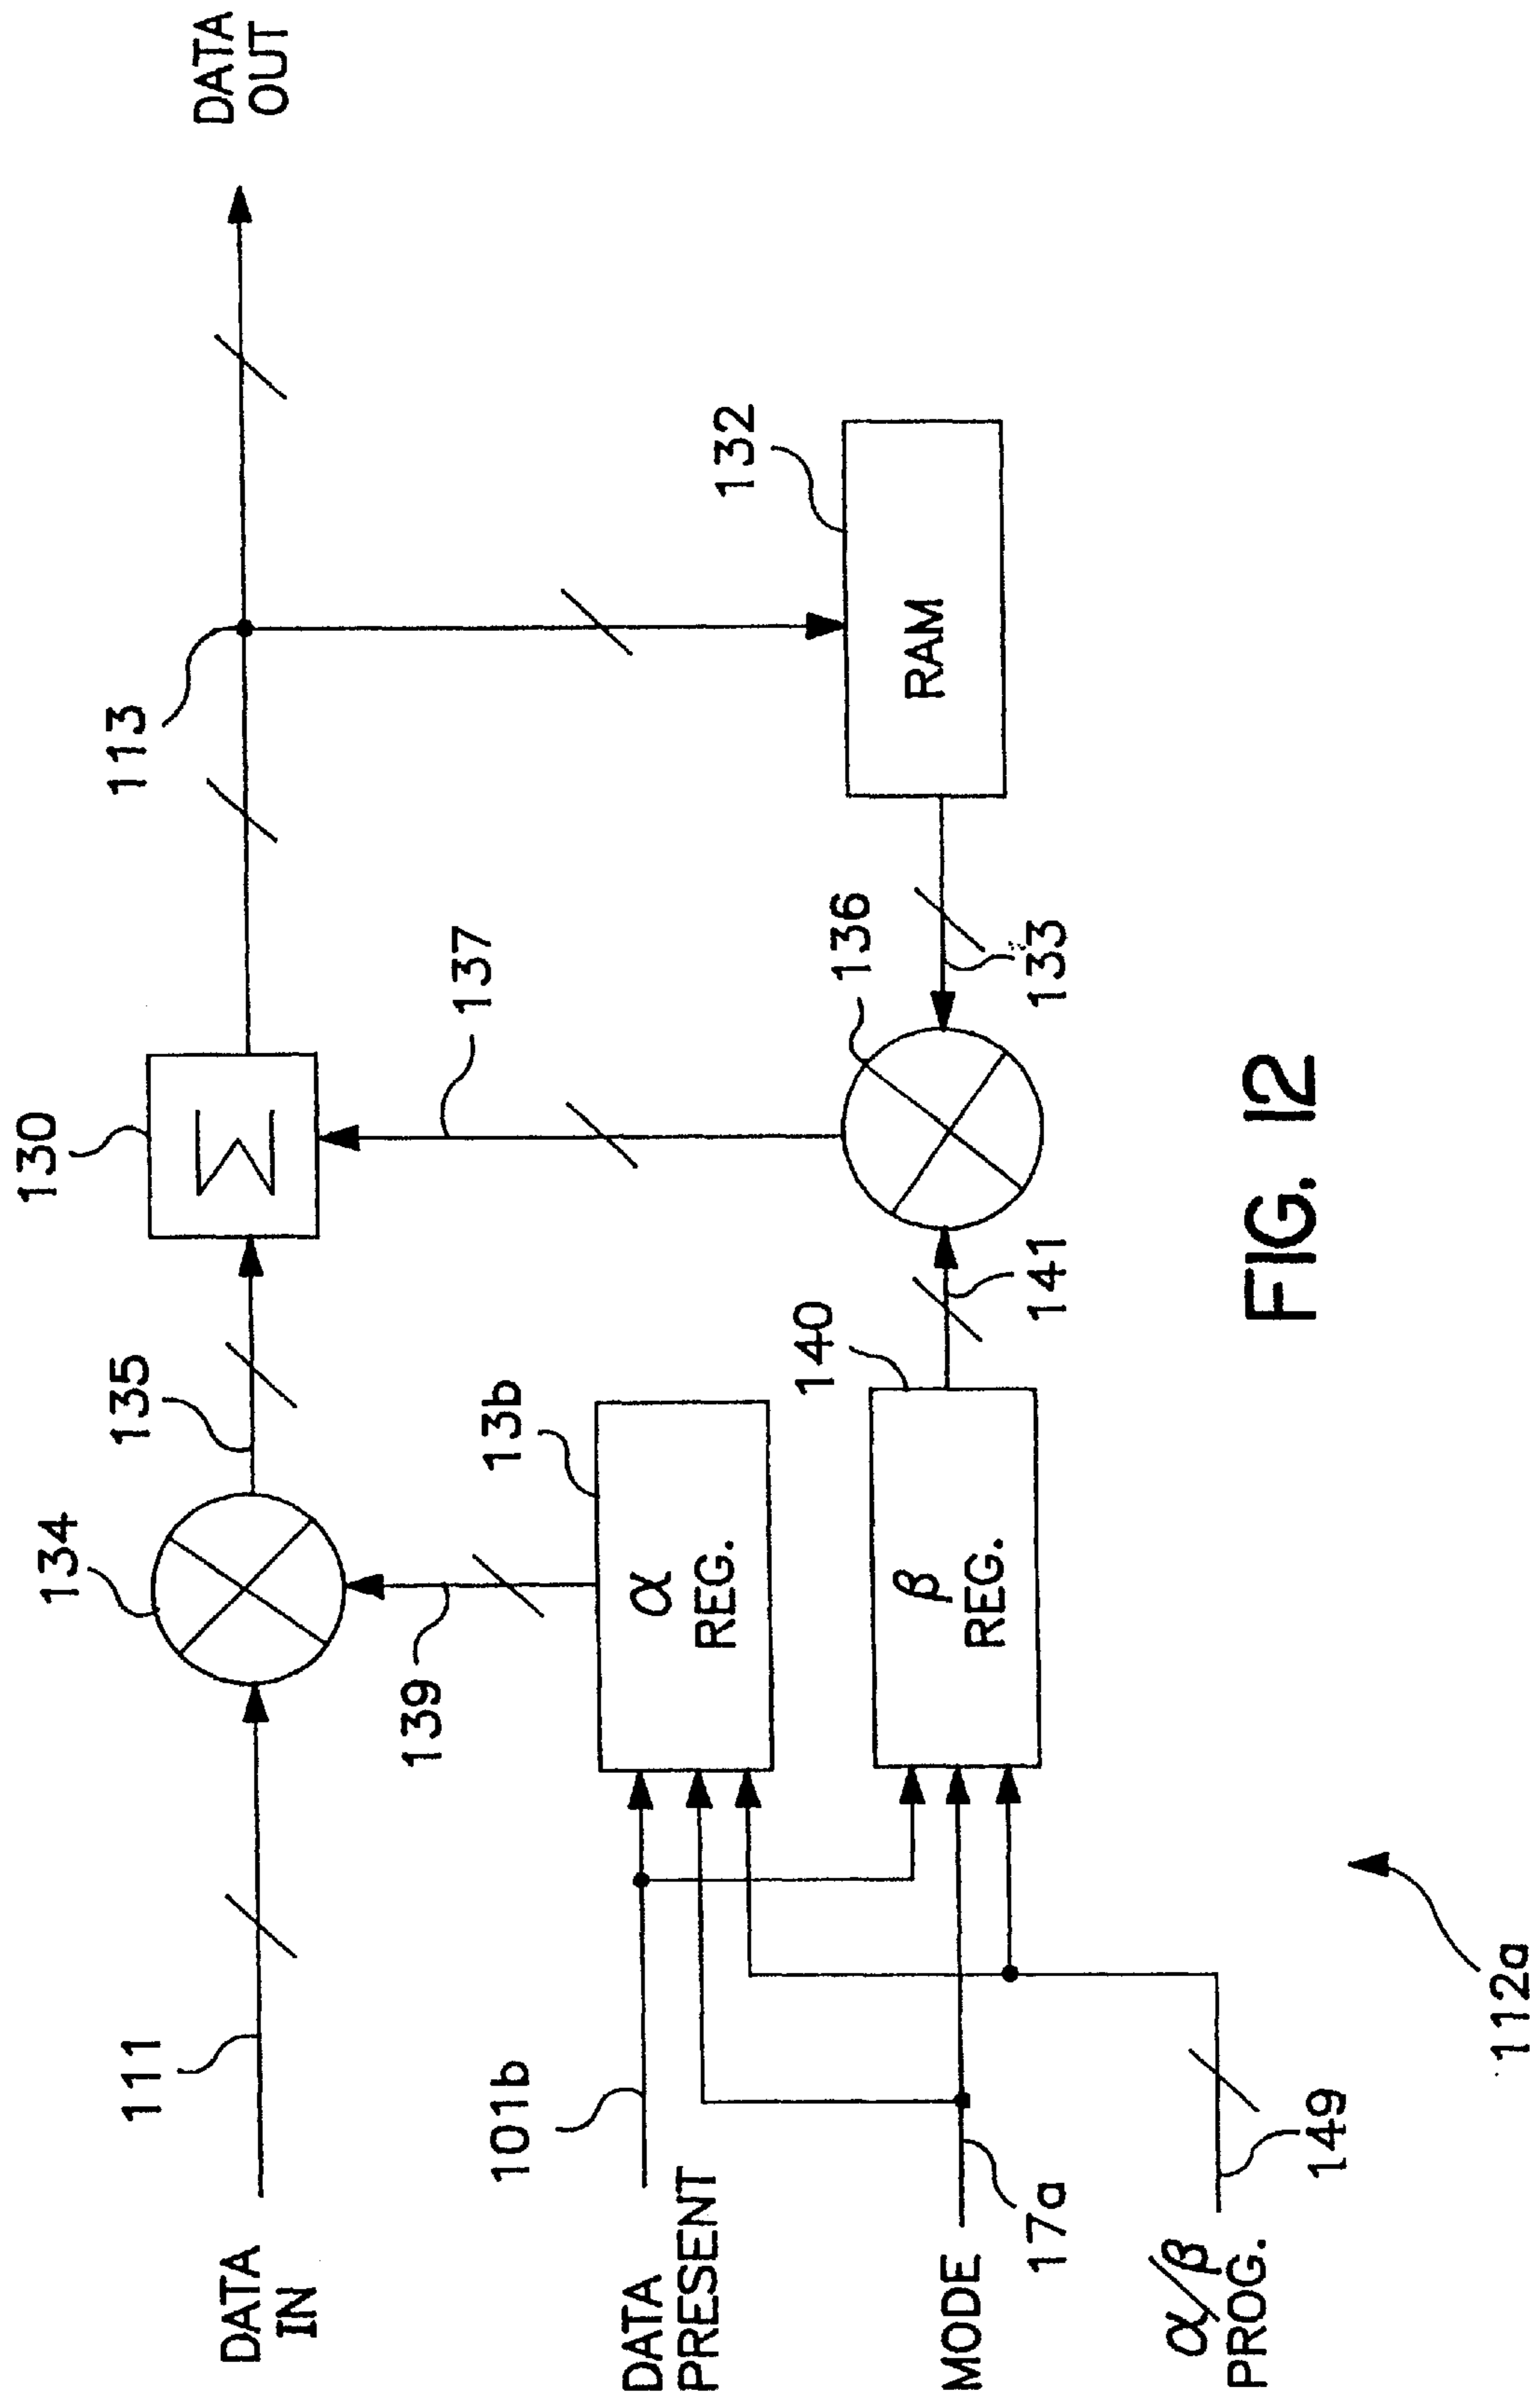 130
134
135
113
DATA
OUT
111
DATA
IN
Σ
137
139
13b
α
REG.
132
RAM
101b
DATA
PRESENT
140
β
REG.
141
136
133
MODE
17a
α/β
PROG.
149
112a
FIG. 12